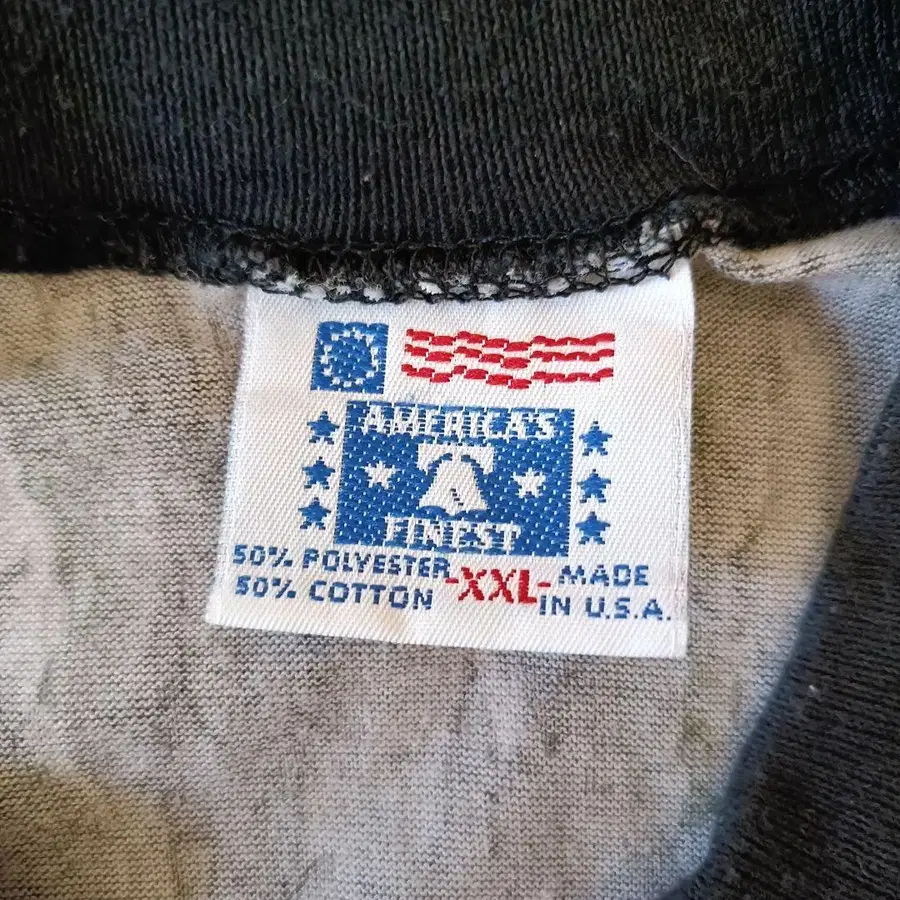 AMERICA'S
FINEST
50% POLYESTER
50% COTTON
-XXL-
MADE
IN U.S.A.